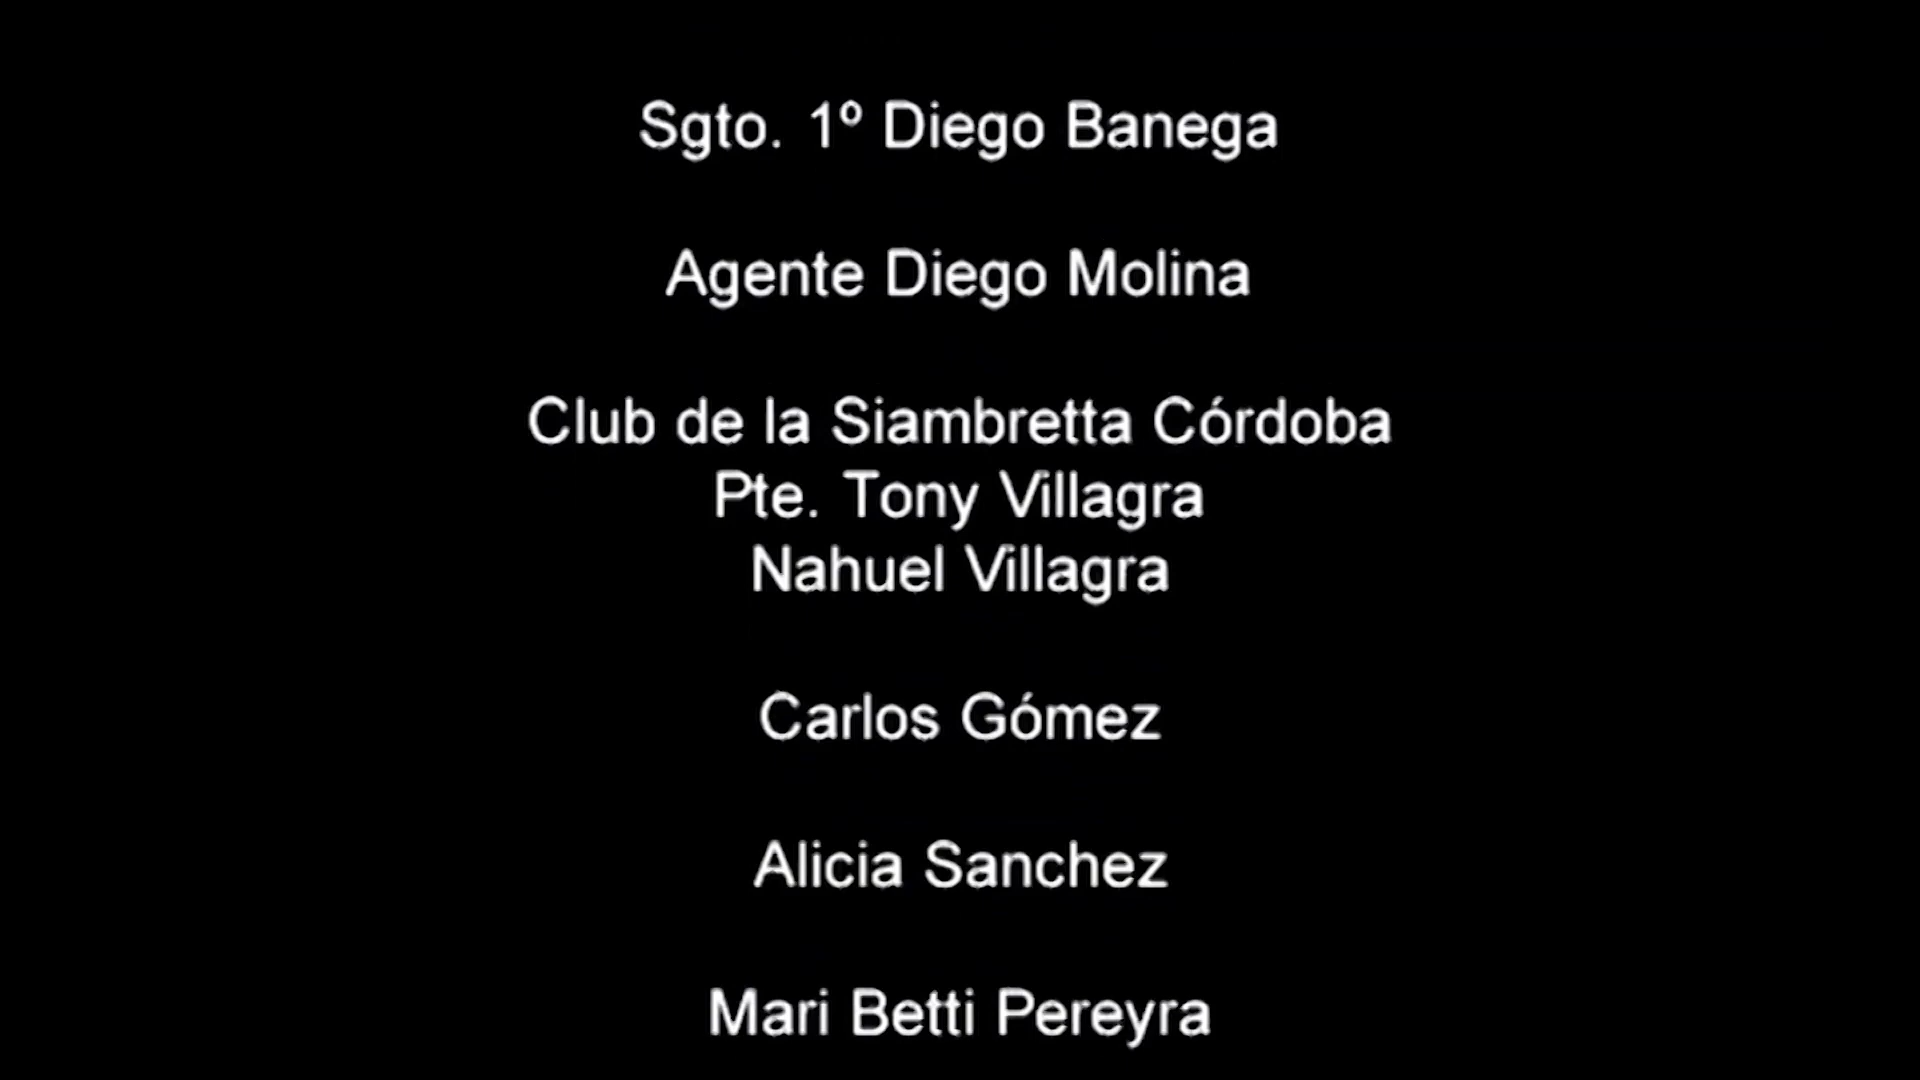 Sgto. 1º Diego Banega
Agente Diego Molina
Club de la Siambretta Córdoba
Pte. Tony Villagra
Nahuel Villagra
Carlos Gómez
Alicia Sanchez
Mari Betti Pereyra